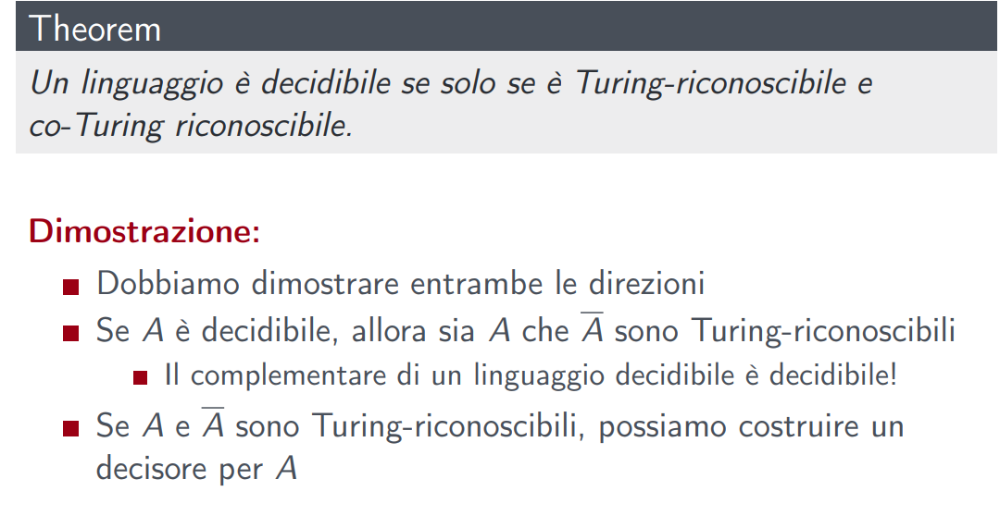 Theorem
Un linguaggio è decidibile se solo se è Turing-riconoscibile e
co-Turing riconoscibile.
Dimostrazione:
Dobbiamo dimostrare entrambe le direzioni
Se A è decidibile, allora sia A che A̅ sono Turing-riconoscibili
Il complementare di un linguaggio decidibile è decidibile!
Se A e A̅ sono Turing-riconoscibili, possiamo costruire un
decisore per A